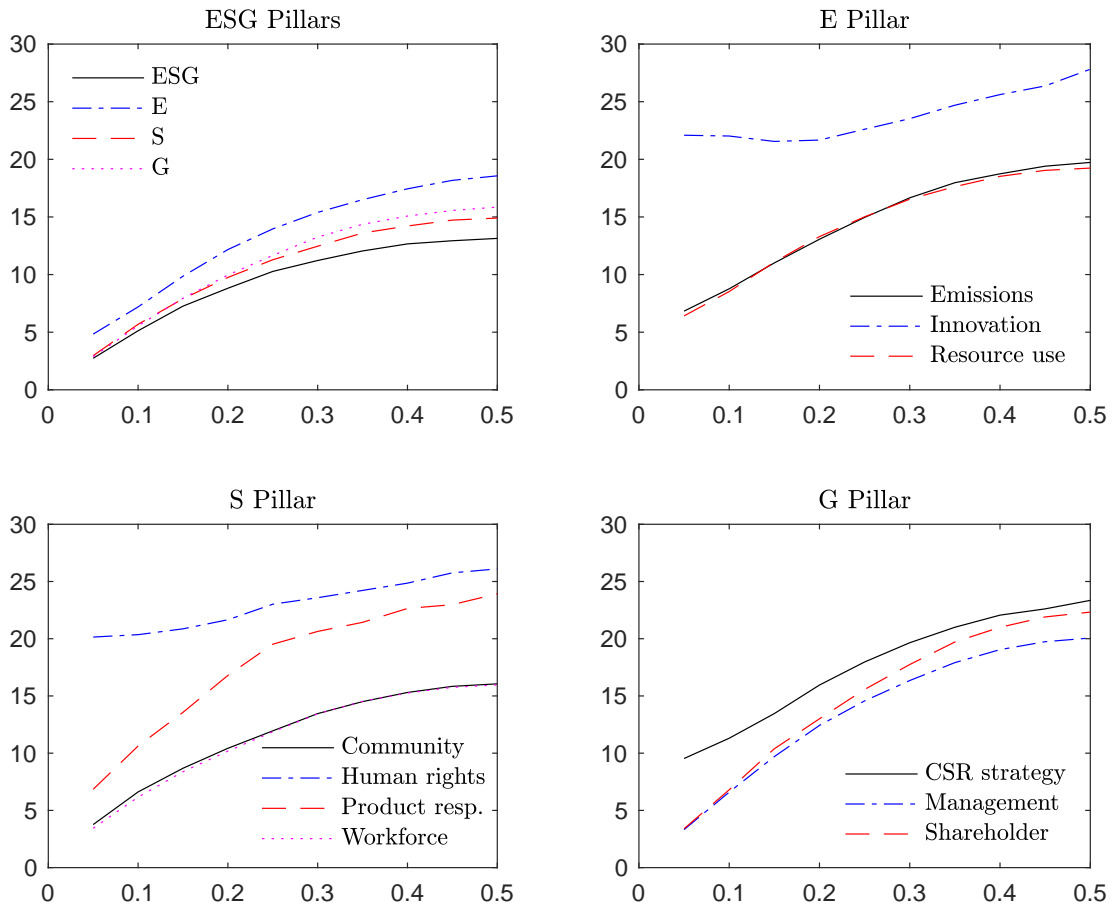 ESG Pillars
30
25
20
15
10
5
0
ESG
E
S
G
0 0.1 0.2 0.3 0.4 0.5
E Pillar
30
25
20
15
10
5
0
Emissions
Innovation
Resource use
0 0.1 0.2 0.3 0.4 0.5
S Pillar
30
25
20
15
10
5
0
Community
Human rights
Product resp.
Workforce
0 0.1 0.2 0.3 0.4 0.5
G Pillar
30
25
20
15
10
5
0
CSR strategy
Management
Shareholder
0 0.1 0.2 0.3 0.4 0.5